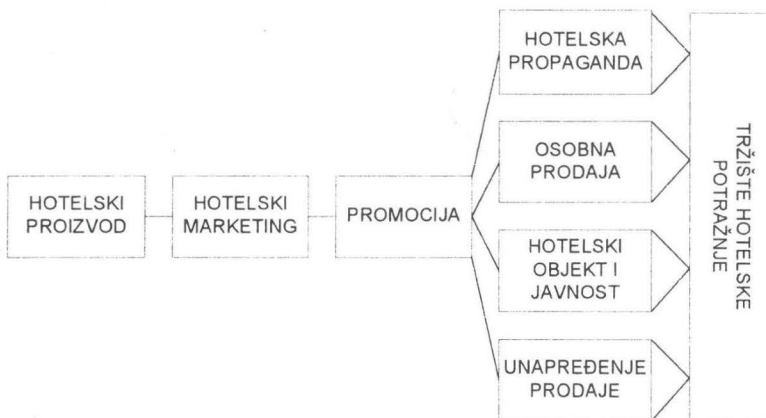 HOTELSKI
PROIZVOD
HOTELSKI
MARKETING
PROMOCIJA
HOTELSKA
PROPAGANDA
OSOBNA
PRODAJA
HOTELSKI
OBJEKT I
JAVNOST
UNAPREĐENJE
PRODAJE
TRŽIŠTE HOTELSKE
POTRAŽNJE